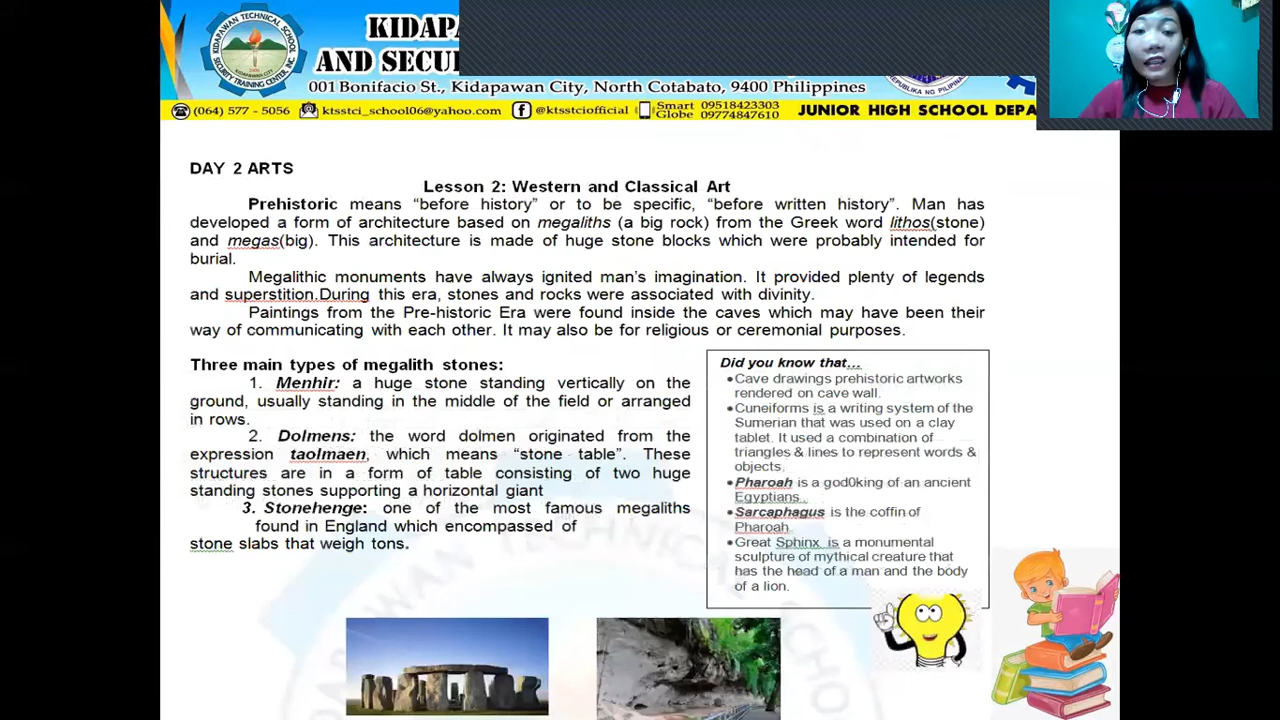 KIDAPA
AND SECUR
001 Bonifacio St., Kidapawan City, North Cotabato, 9400 Philippines
(064) 577 - 5056 ktsstci_school06@yahoo.com @ktsstciofficial Smart 09518423303
Globe 09774847610
JUNIOR HIGH SCHOOL DEPA
KIDAPAWAN TECHNICAL SCHOOL
SECURITY TRAINING CENTER, INC.
REPUBLIKA NG PILIPINAS
DAY 2 ARTS
Lesson 2: Western and Classical Art
Prehistoric means “before history” or to be specific, “before written history”. Man has
developed a form of architecture based on megaliths (a big rock) from the Greek word lithos(stone)
and megas(big). This architecture is made of huge stone blocks which were probably intended for
burial.
Megalithic monuments have always ignited man’s imagination. It provided plenty of legends
and superstition.During this era, stones and rocks were associated with divinity.
Paintings from the Pre-historic Era were found inside the caves which may have been their
way of communicating with each other. It may also be for religious or ceremonial purposes.
Three main types of megalith stones:
1. Menhir: a huge stone standing vertically on the
ground, usually standing in the middle of the field or arranged
in rows.
2. Dolmens: the word dolmen originated from the
expression taolmaen, which means “stone table”. These
structures are in a form of table consisting of two huge
standing stones supporting a horizontal giant
3. Stonehenge: one of the most famous megaliths
found in England which encompassed of
stone slabs that weigh tons.
Did you know that…
•Cave drawings prehistoric artworks
rendered on cave wall.
•Cuneiforms is a writing system of the
Sumerian that was used on a clay
tablet. It used a combination of
triangles & lines to represent words &
objects.
•Pharoah is a god0king of an ancient
Egyptians.
•Sarcaphagus is the coffin of
Pharoah.
•Great Sphinx is a monumental
sculpture of mythical creature that
has the head of a man and the body
of a lion.